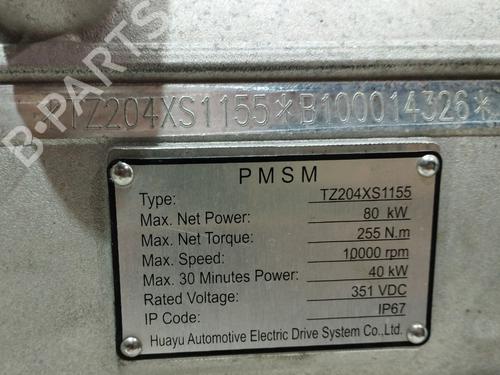 B-PARTS
*TZ204XS1155*B100014326*
PMSM
Type: TZ204XS1155
Max. Net Power: 80 kW
Max. Net Torque: 255 N.m
Max. Speed: 10000 rpm
Max. 30 Minutes Power: 40 kW
Rated Voltage: 351 VDC
IP Code: IP67
Huayu Automotive Electric Drive System Co.,Ltd.